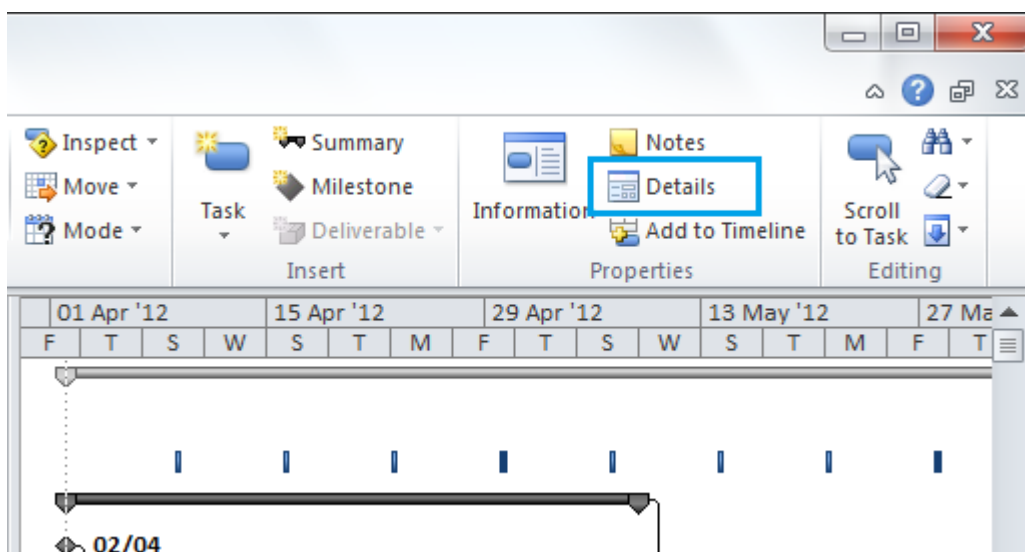 Inspect
Move
Mode
Task
Summary
Milestone
Deliverable
Insert
Information
Notes
Details
Add to Timeline
Properties
Scroll
to Task
Editing
01 Apr '12 15 Apr '12 29 Apr '12 13 May '12 27 Ma
F T S W S T M F T S W S T M F T
02/04